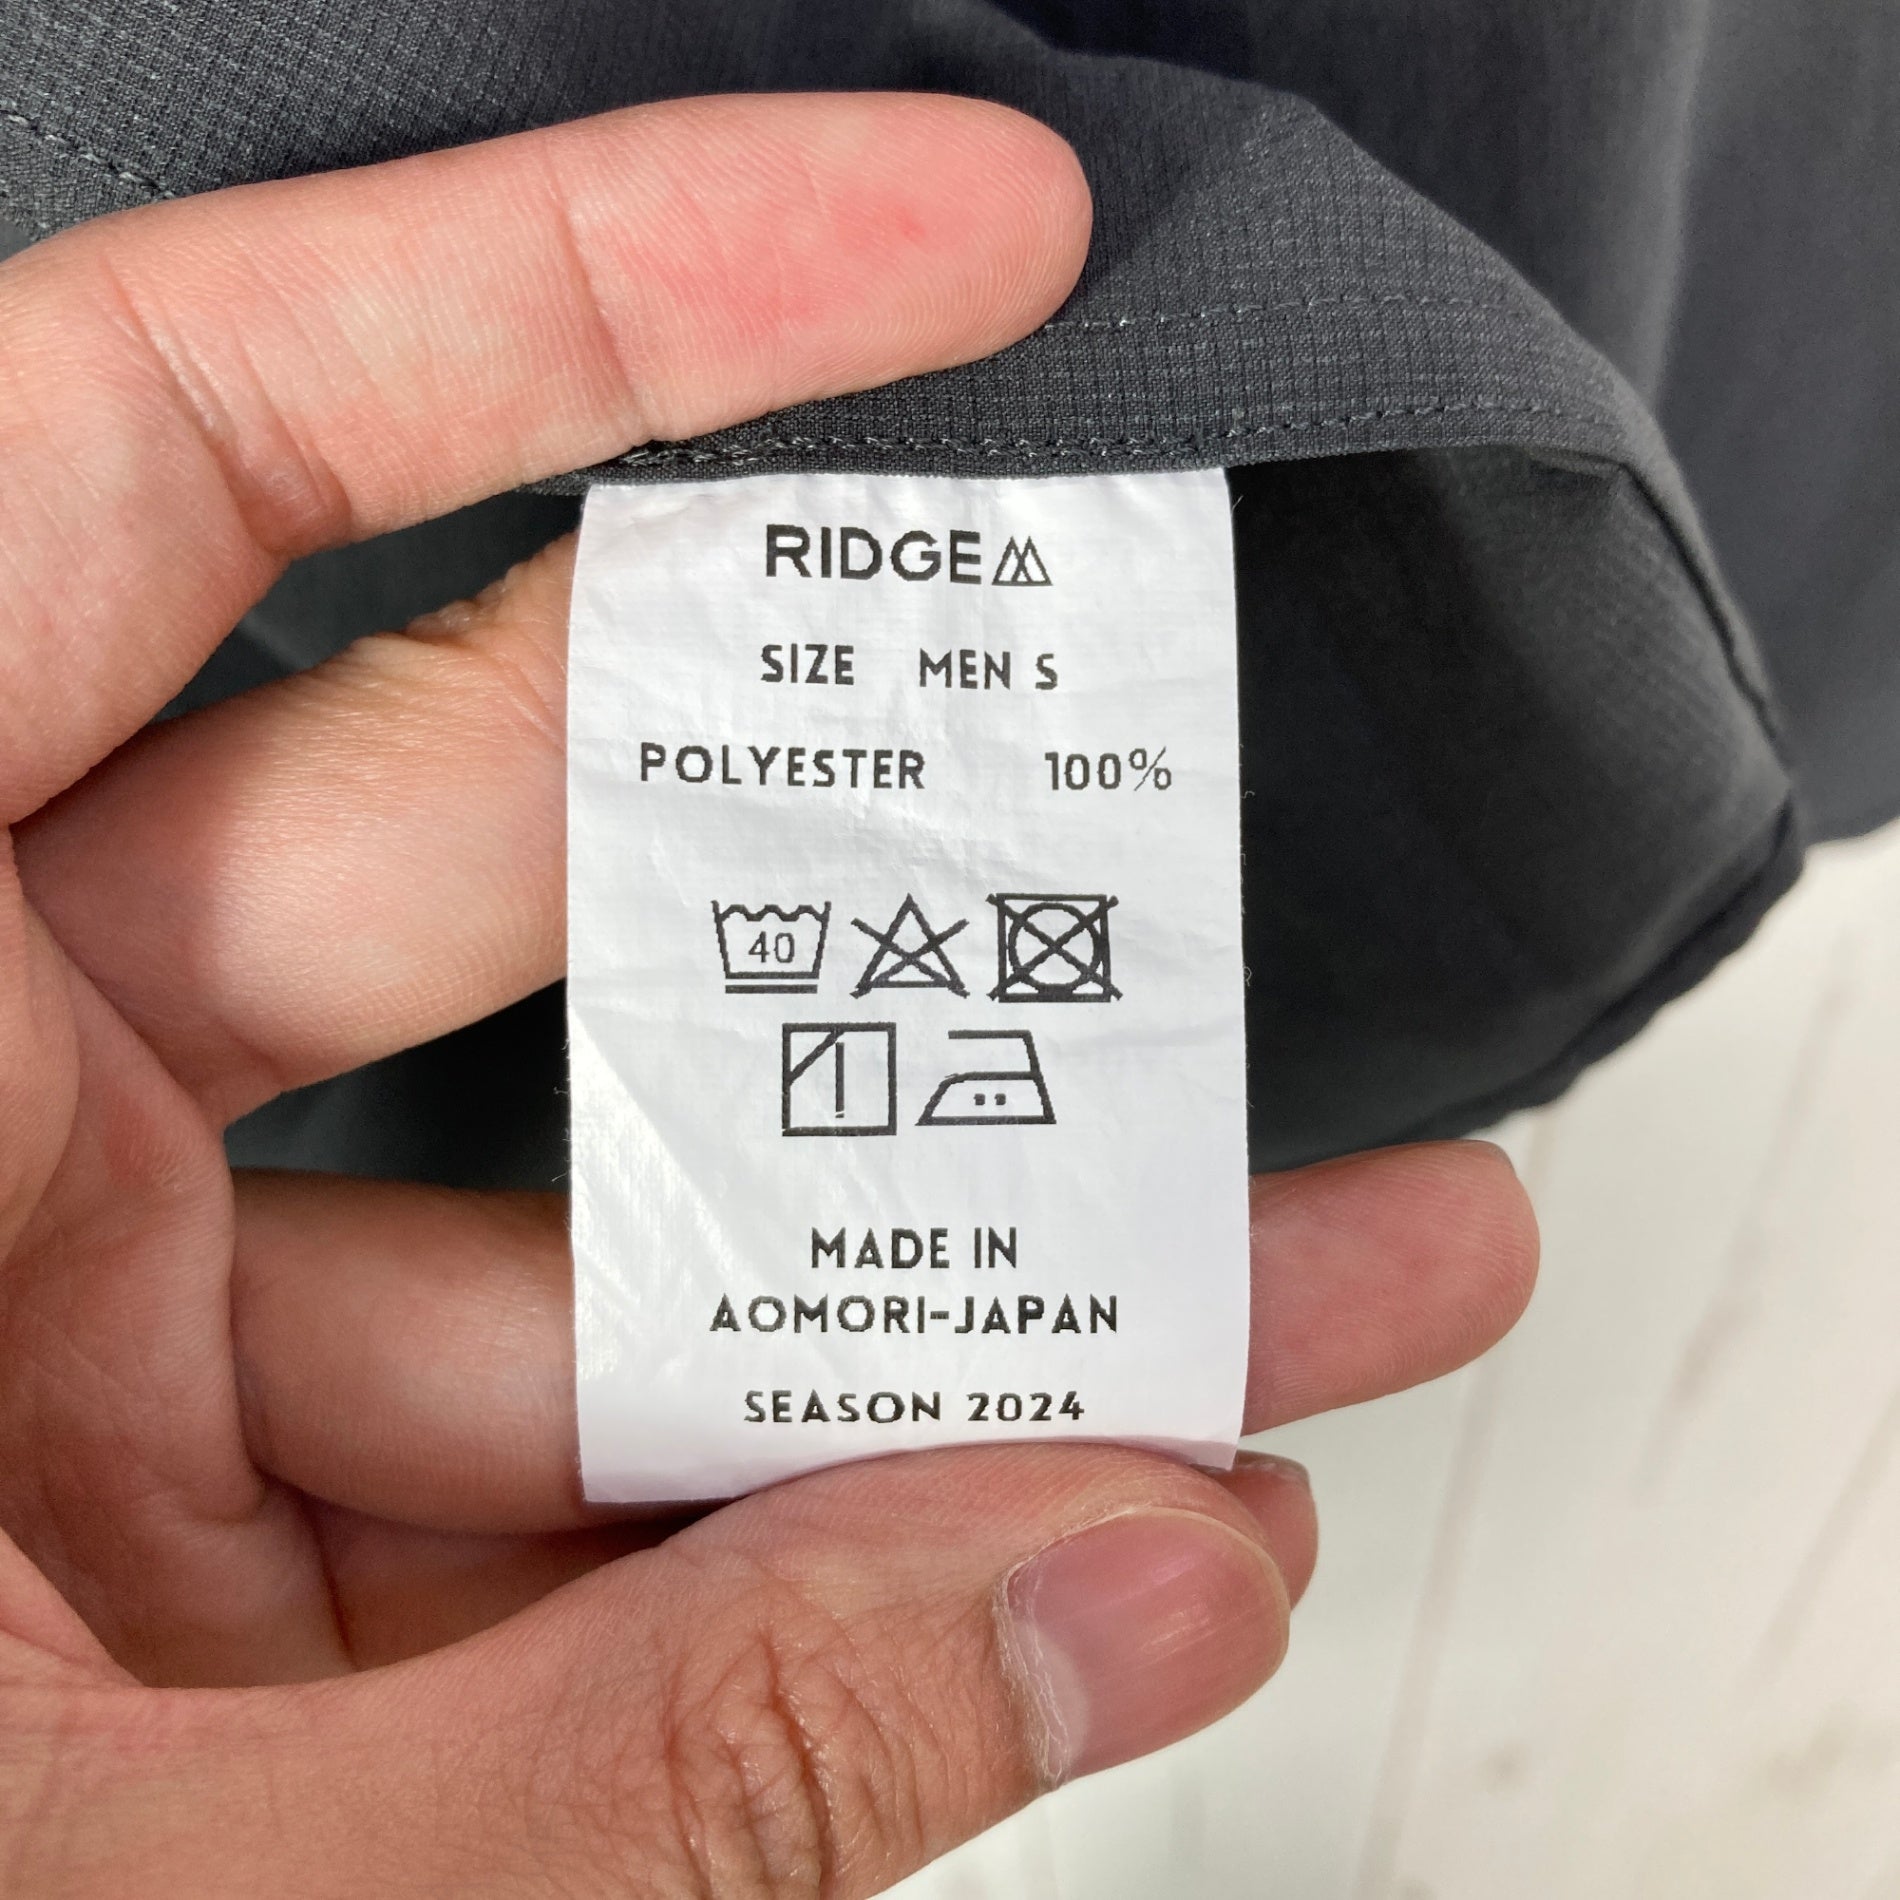 RIDGE
SIZE MEN S
POLYESTER 100%
40
MADE IN
AOMORI-JAPAN
SEASON 2024